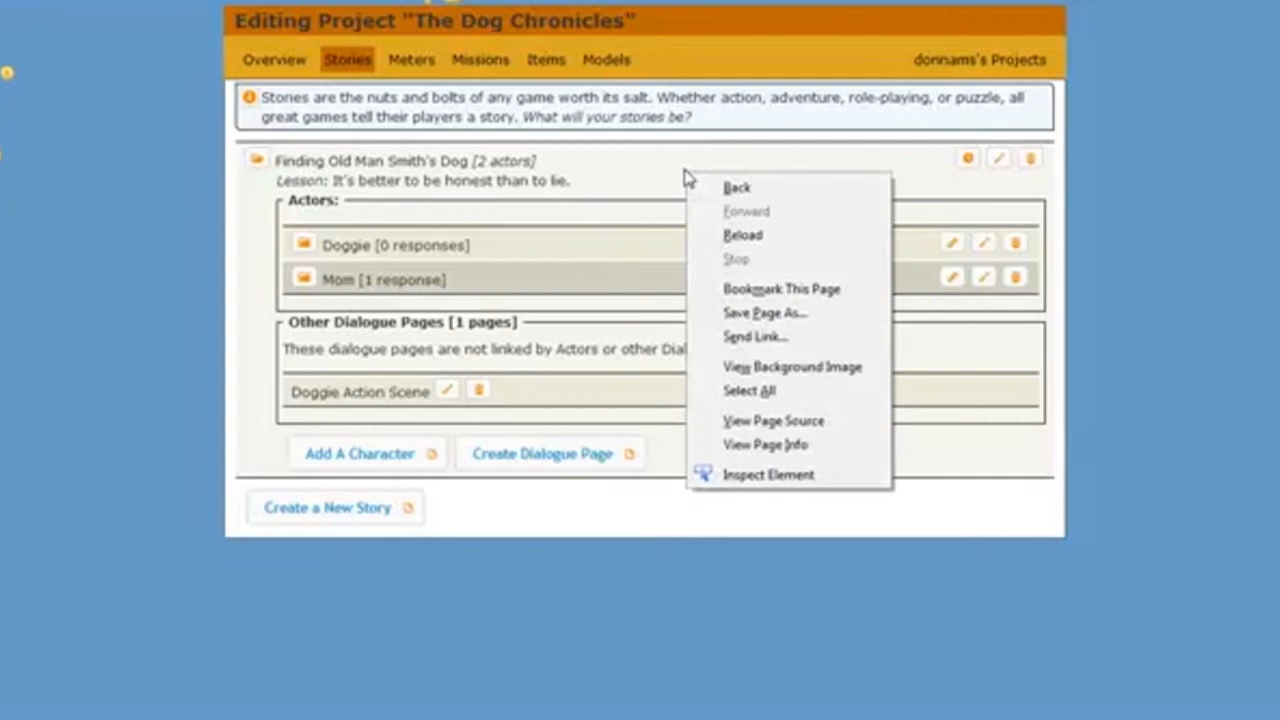 Editing Project "The Dog Chronicles"
Overview Stories Meters Missions Items Models donnams's Projects
Stories are the nuts and bolts of any game worth its salt. Whether action, adventure, role-playing, or puzzle, all
great games tell their players a story. What will your stories be?
Finding Old Man Smith's Dog [2 actors]
Lesson: It's better to be honest than to lie.
Actors:
Doggie [0 responses]
Mom [1 response]
Other Dialogue Pages [1 pages]
These dialogue pages are not linked by Actors or other Dial
Doggie Action Scene
Add A Character
Create Dialogue Page
Create a New Story
Back
Forward
Reload
Stop
Bookmark This Page
Save Page As...
Send Link...
View Background Image
Select All
View Page Source
View Page Info
Inspect Element